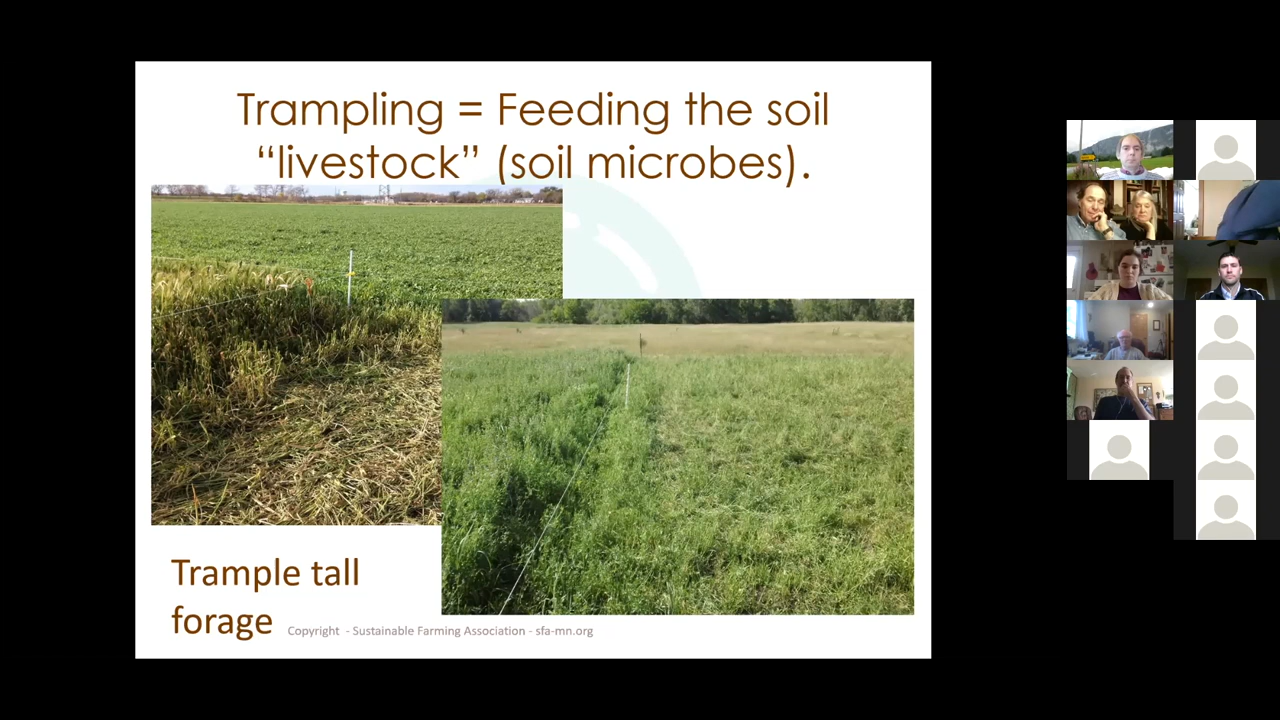 Trampling = Feeding the soil
“livestock” (soil microbes).
Trample tall
forage
Copyright - Sustainable Farming Association - sfa-mn.org